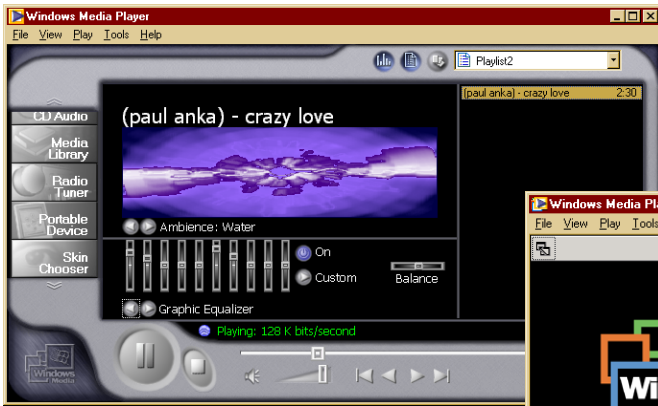 Windows Media Player
File View Play Tools Help
Playlist2
(paul anka) - crazy love 2:30
CD Audio
Media
Library
Radio
Tuner
Portable
Device
Skin
Chooser
(paul anka) - crazy love
Ambience: Water
On
Custom
Balance
Graphic Equalizer
Playing: 128 K bits/second
Windows
Media
Windows Media Pla
File View Play Tools
Wi